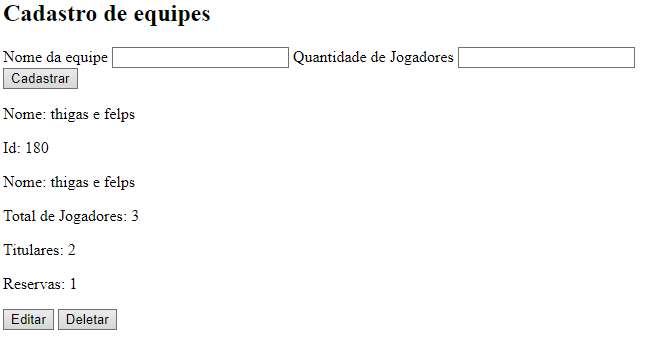 Cadastro de equipes
Nome da equipe Quantidade de Jogadores
Cadastrar
Nome: thigas e felps
Id: 180
Nome: thigas e felps
Total de Jogadores: 3
Titulares: 2
Reservas: 1
Editar Deletar